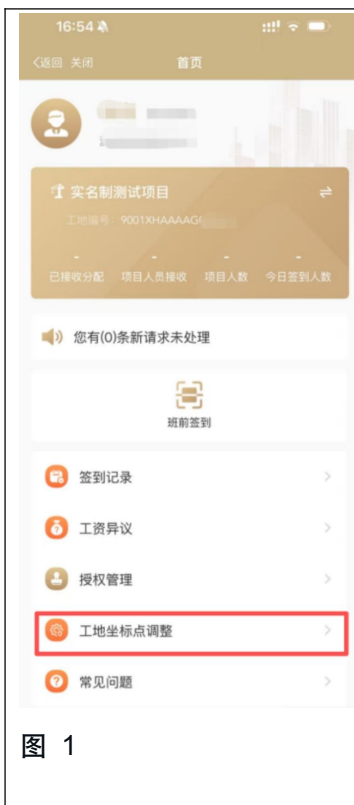 16:54
返回 关闭 首页
实名制测试项目
工地编号: 9001XHAAAAG
- - - -
已接收分配 项目人员接收 项目人数 今日签到人数
您有(0)条新请求未处理
班前签到
签到记录
工资异议
授权管理
工地坐标点调整
常见问题
图 1